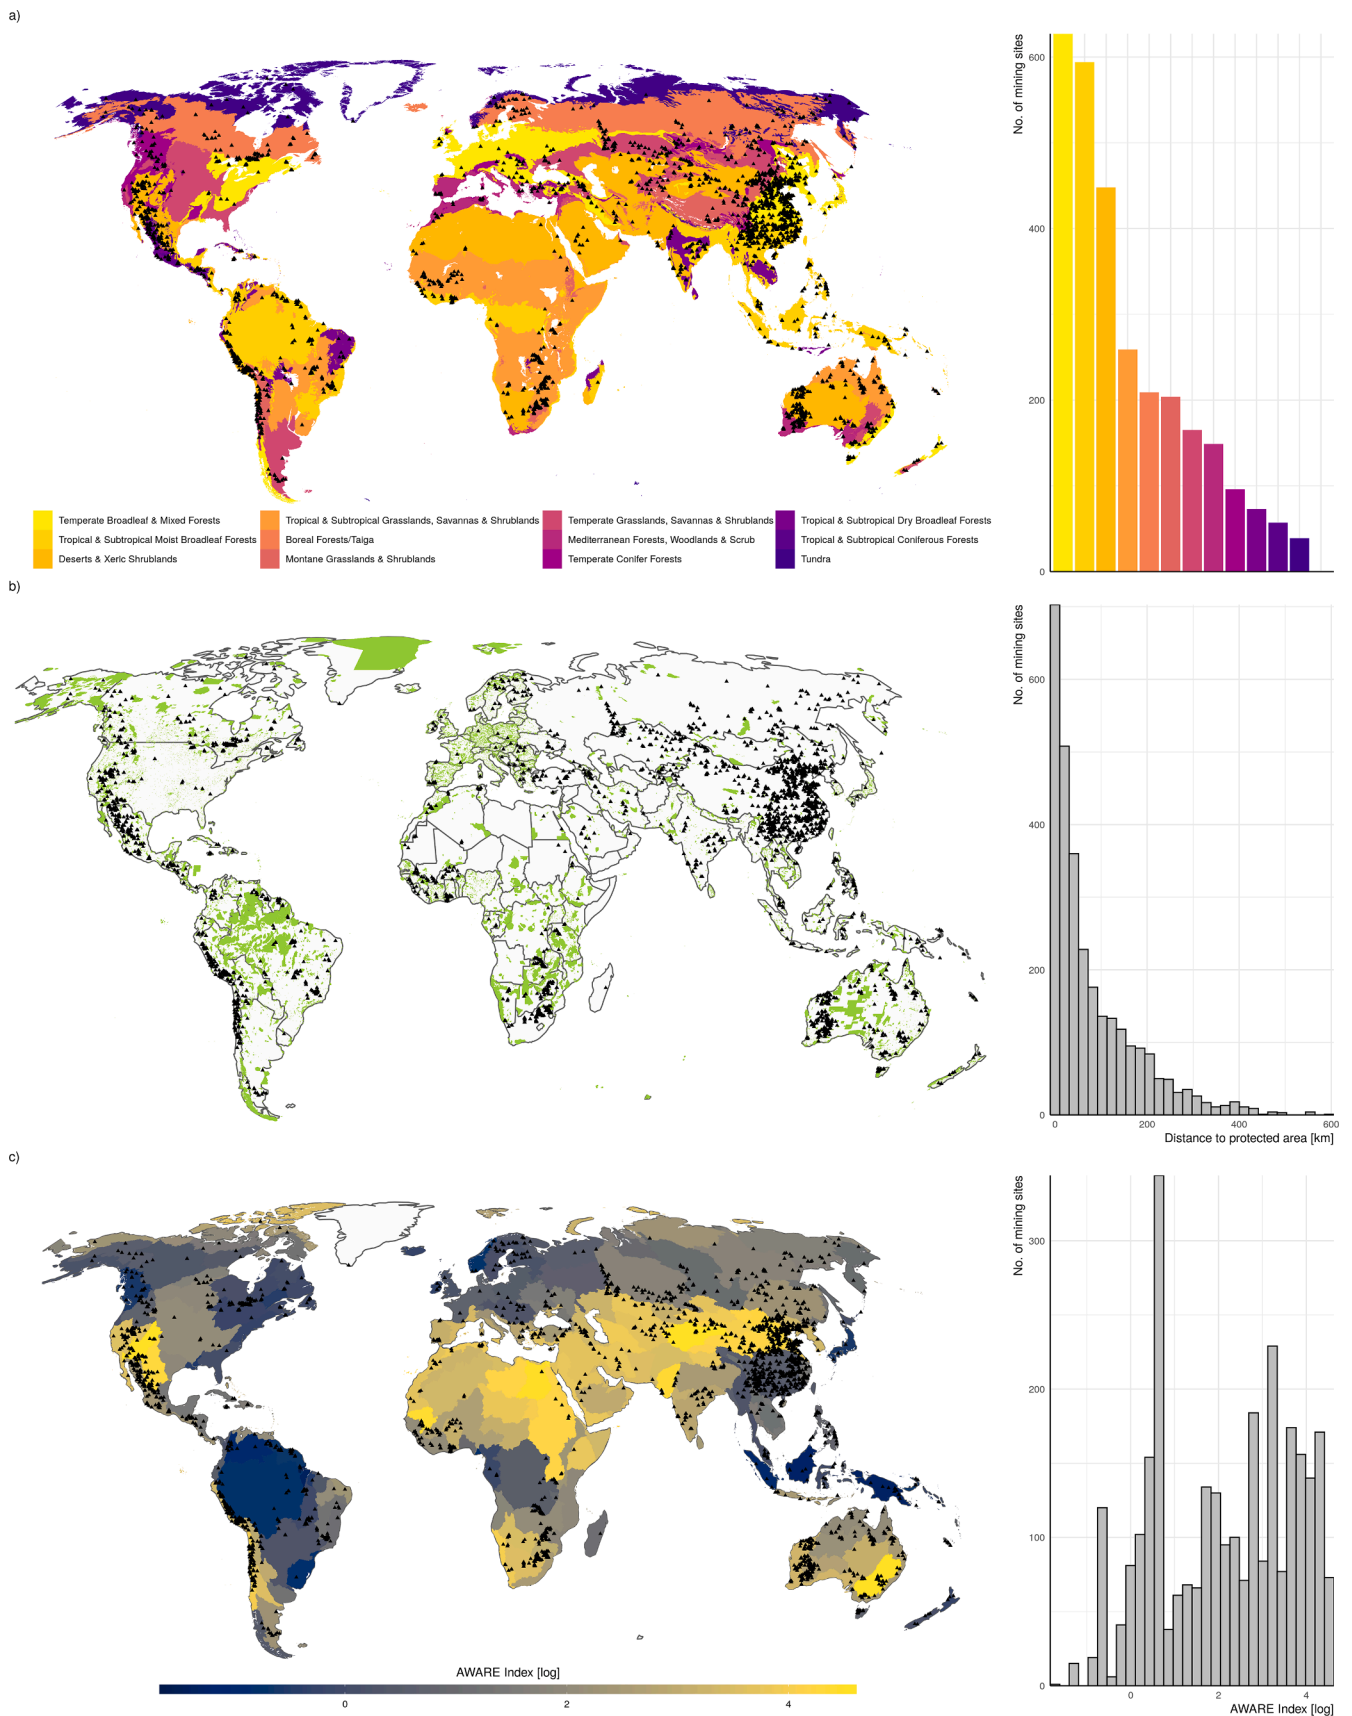 a)
No. of mining sites
600
400
200
0
Temperate Broadleaf & Mixed Forests
Tropical & Subtropical Moist Broadleaf Forests
Deserts & Xeric Shrublands
Tropical & Subtropical Grasslands, Savannas & Shrublands
Boreal Forests/Taiga
Montane Grasslands & Shrublands
Temperate Grasslands, Savannas & Shrublands
Mediterranean Forests, Woodlands & Scrub
Temperate Conifer Forests
Tropical & Subtropical Dry Broadleaf Forests
Tropical & Subtropical Coniferous Forests
Tundra
b)
No. of mining sites
600
400
200
0
0 200 400 600
Distance to protected area [km]
c)
No. of mining sites
300
200
100
0
0 2 4
AWARE Index [log]
AWARE Index [log]
0 2 4